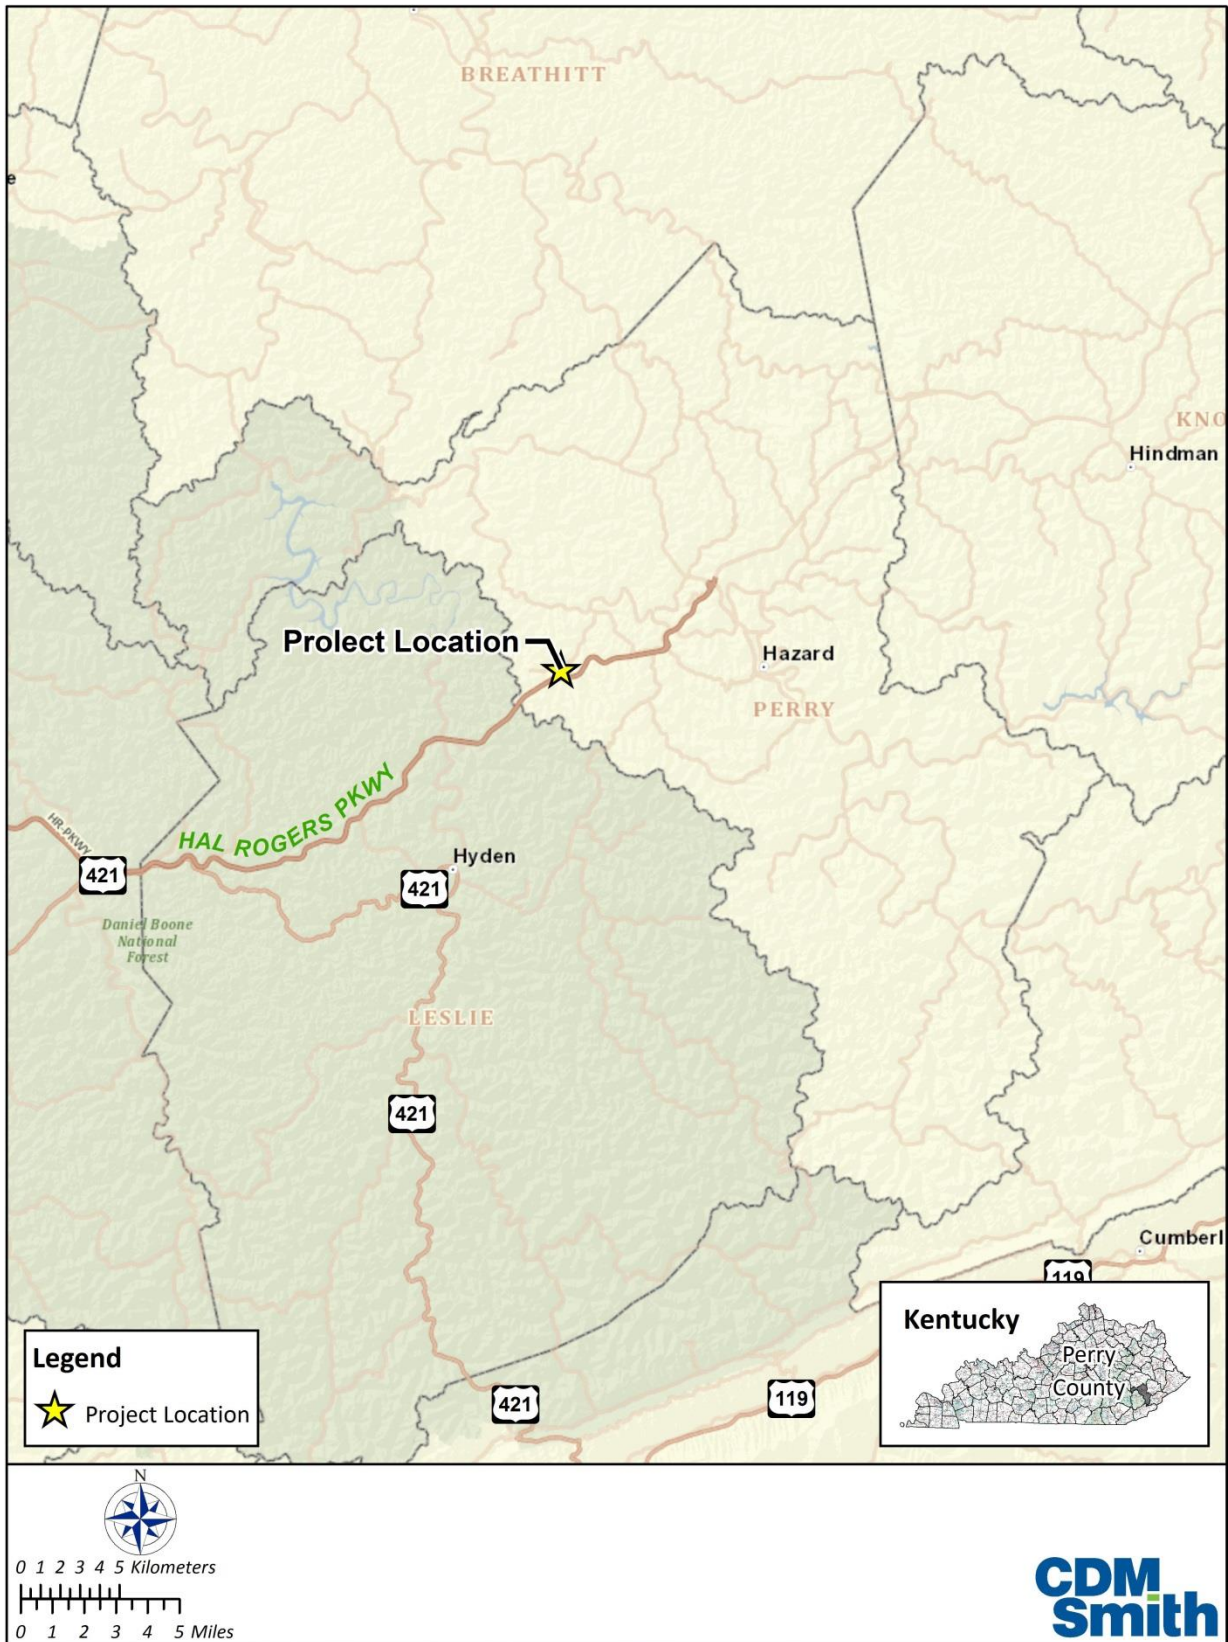 BREATHITT
e
KNO
Hindman
Prolect Location
Hazard
PERRY
HAL ROGERS PKWY
HR-PKWY
421
Hyden
421
Daniel Boone
National
Forest
LESLIE
421
Cumberl
119
Kentucky
Perry
County
Legend
Project Location
421
119
N
0 1 2 3 4 5 Kilometers
0 1 2 3 4 5 Miles
CDM
Smith